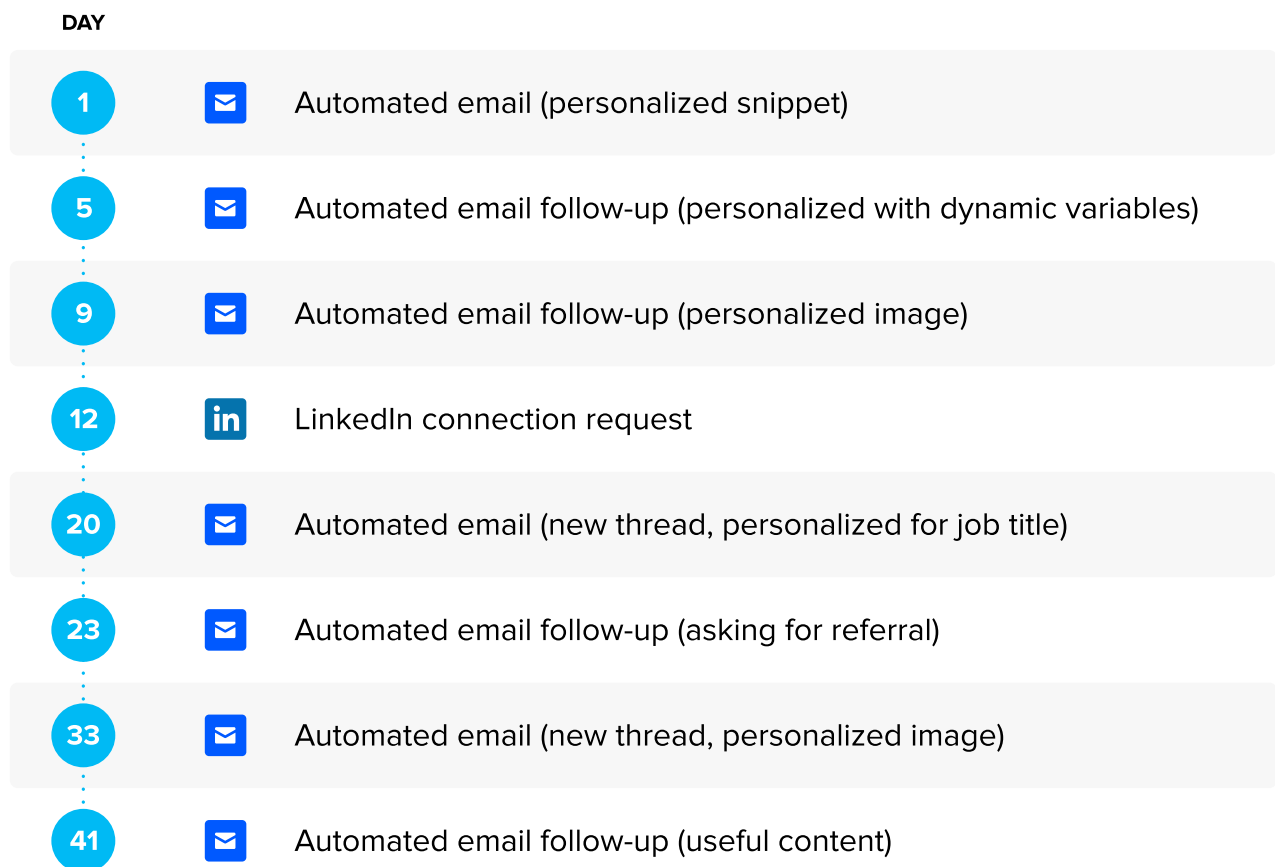 DAY
1 Automated email (personalized snippet)
5 Automated email follow-up (personalized with dynamic variables)
9 Automated email follow-up (personalized image)
12 in LinkedIn connection request
20 Automated email (new thread, personalized for job title)
23 Automated email follow-up (asking for referral)
33 Automated email (new thread, personalized image)
41 Automated email follow-up (useful content)